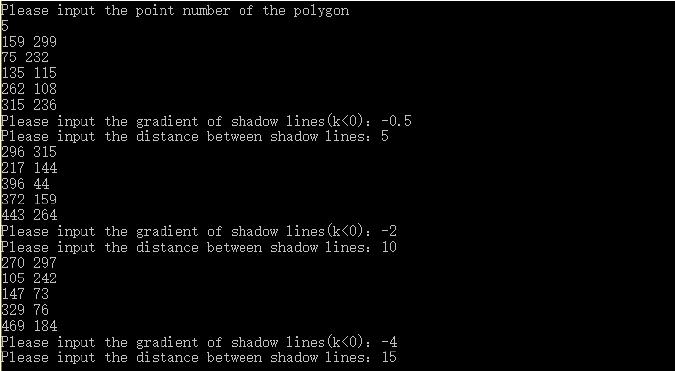 Please input the point number of the polygon
5
159 299
75 232
135 115
262 108
315 236
Please input the gradient of shadow lines(k<0)：-0.5
Please input the distance between shadow lines：5
296 315
217 144
396 44
372 159
443 264
Please input the gradient of shadow lines(k<0)：-2
Please input the distance between shadow lines：10
270 297
105 242
147 73
329 76
469 184
Please input the gradient of shadow lines(k<0)：-4
Please input the distance between shadow lines：15